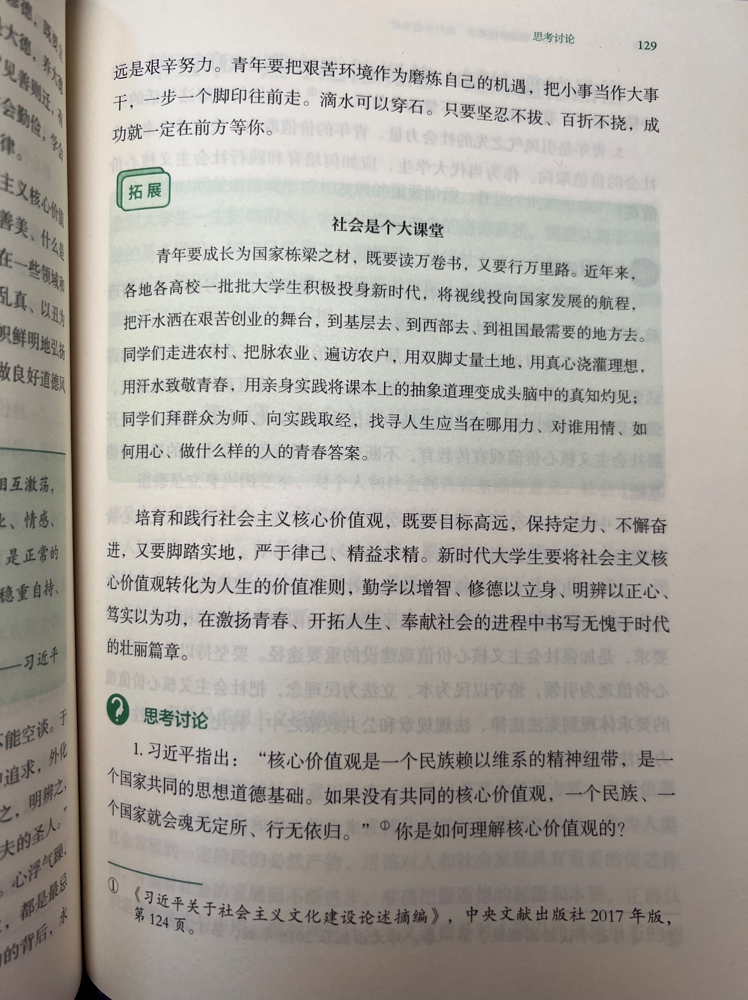 思考讨论 129
远是艰辛努力。青年要把艰苦环境作为磨炼自己的机遇，把小事当作大事
干，一步一个脚印往前走。滴水可以穿石。只要坚忍不拔、百折不挠，成
功就一定在前方等你。
拓展
社会是个大课堂
青年要成长为国家栋梁之材，既要读万卷书，又要行万里路。近年来，
各地各高校一批批大学生积极投身新时代，将视线投向国家发展的航程，
把汗水洒在艰苦创业的舞台，到基层去、到西部去、到祖国最需要的地方去。
同学们走进农村、把脉农业、遍访农户，用双脚丈量土地，用真心浇灌理想，
用汗水致敬青春，用亲身实践将课本上的抽象道理变成头脑中的真知灼见；
同学们拜群众为师、向实践取经，找寻人生应当在哪用力、对谁用情、如
何用心、做什么样的人的青春答案。
培育和践行社会主义核心价值观，既要目标高远，保持定力、不懈奋
进，又要脚踏实地，严于律己、精益求精。新时代大学生要将社会主义核
心价值观转化为人生的价值准则，勤学以增智、修德以立身、明辨以正心、
笃实以为功，在激扬青春、开拓人生、奉献社会的进程中书写无愧于时代
的壮丽篇章。
思考讨论
1. 习近平指出：“核心价值观是一个民族赖以维系的精神纽带，是一
个国家共同的思想道德基础。如果没有共同的核心价值观，一个民族、一
个国家就会魂无定所、行无依归。”① 你是如何理解核心价值观的？
① 《习近平关于社会主义文化建设论述摘编》，中央文献出版社 2017 年版，
第 124 页。